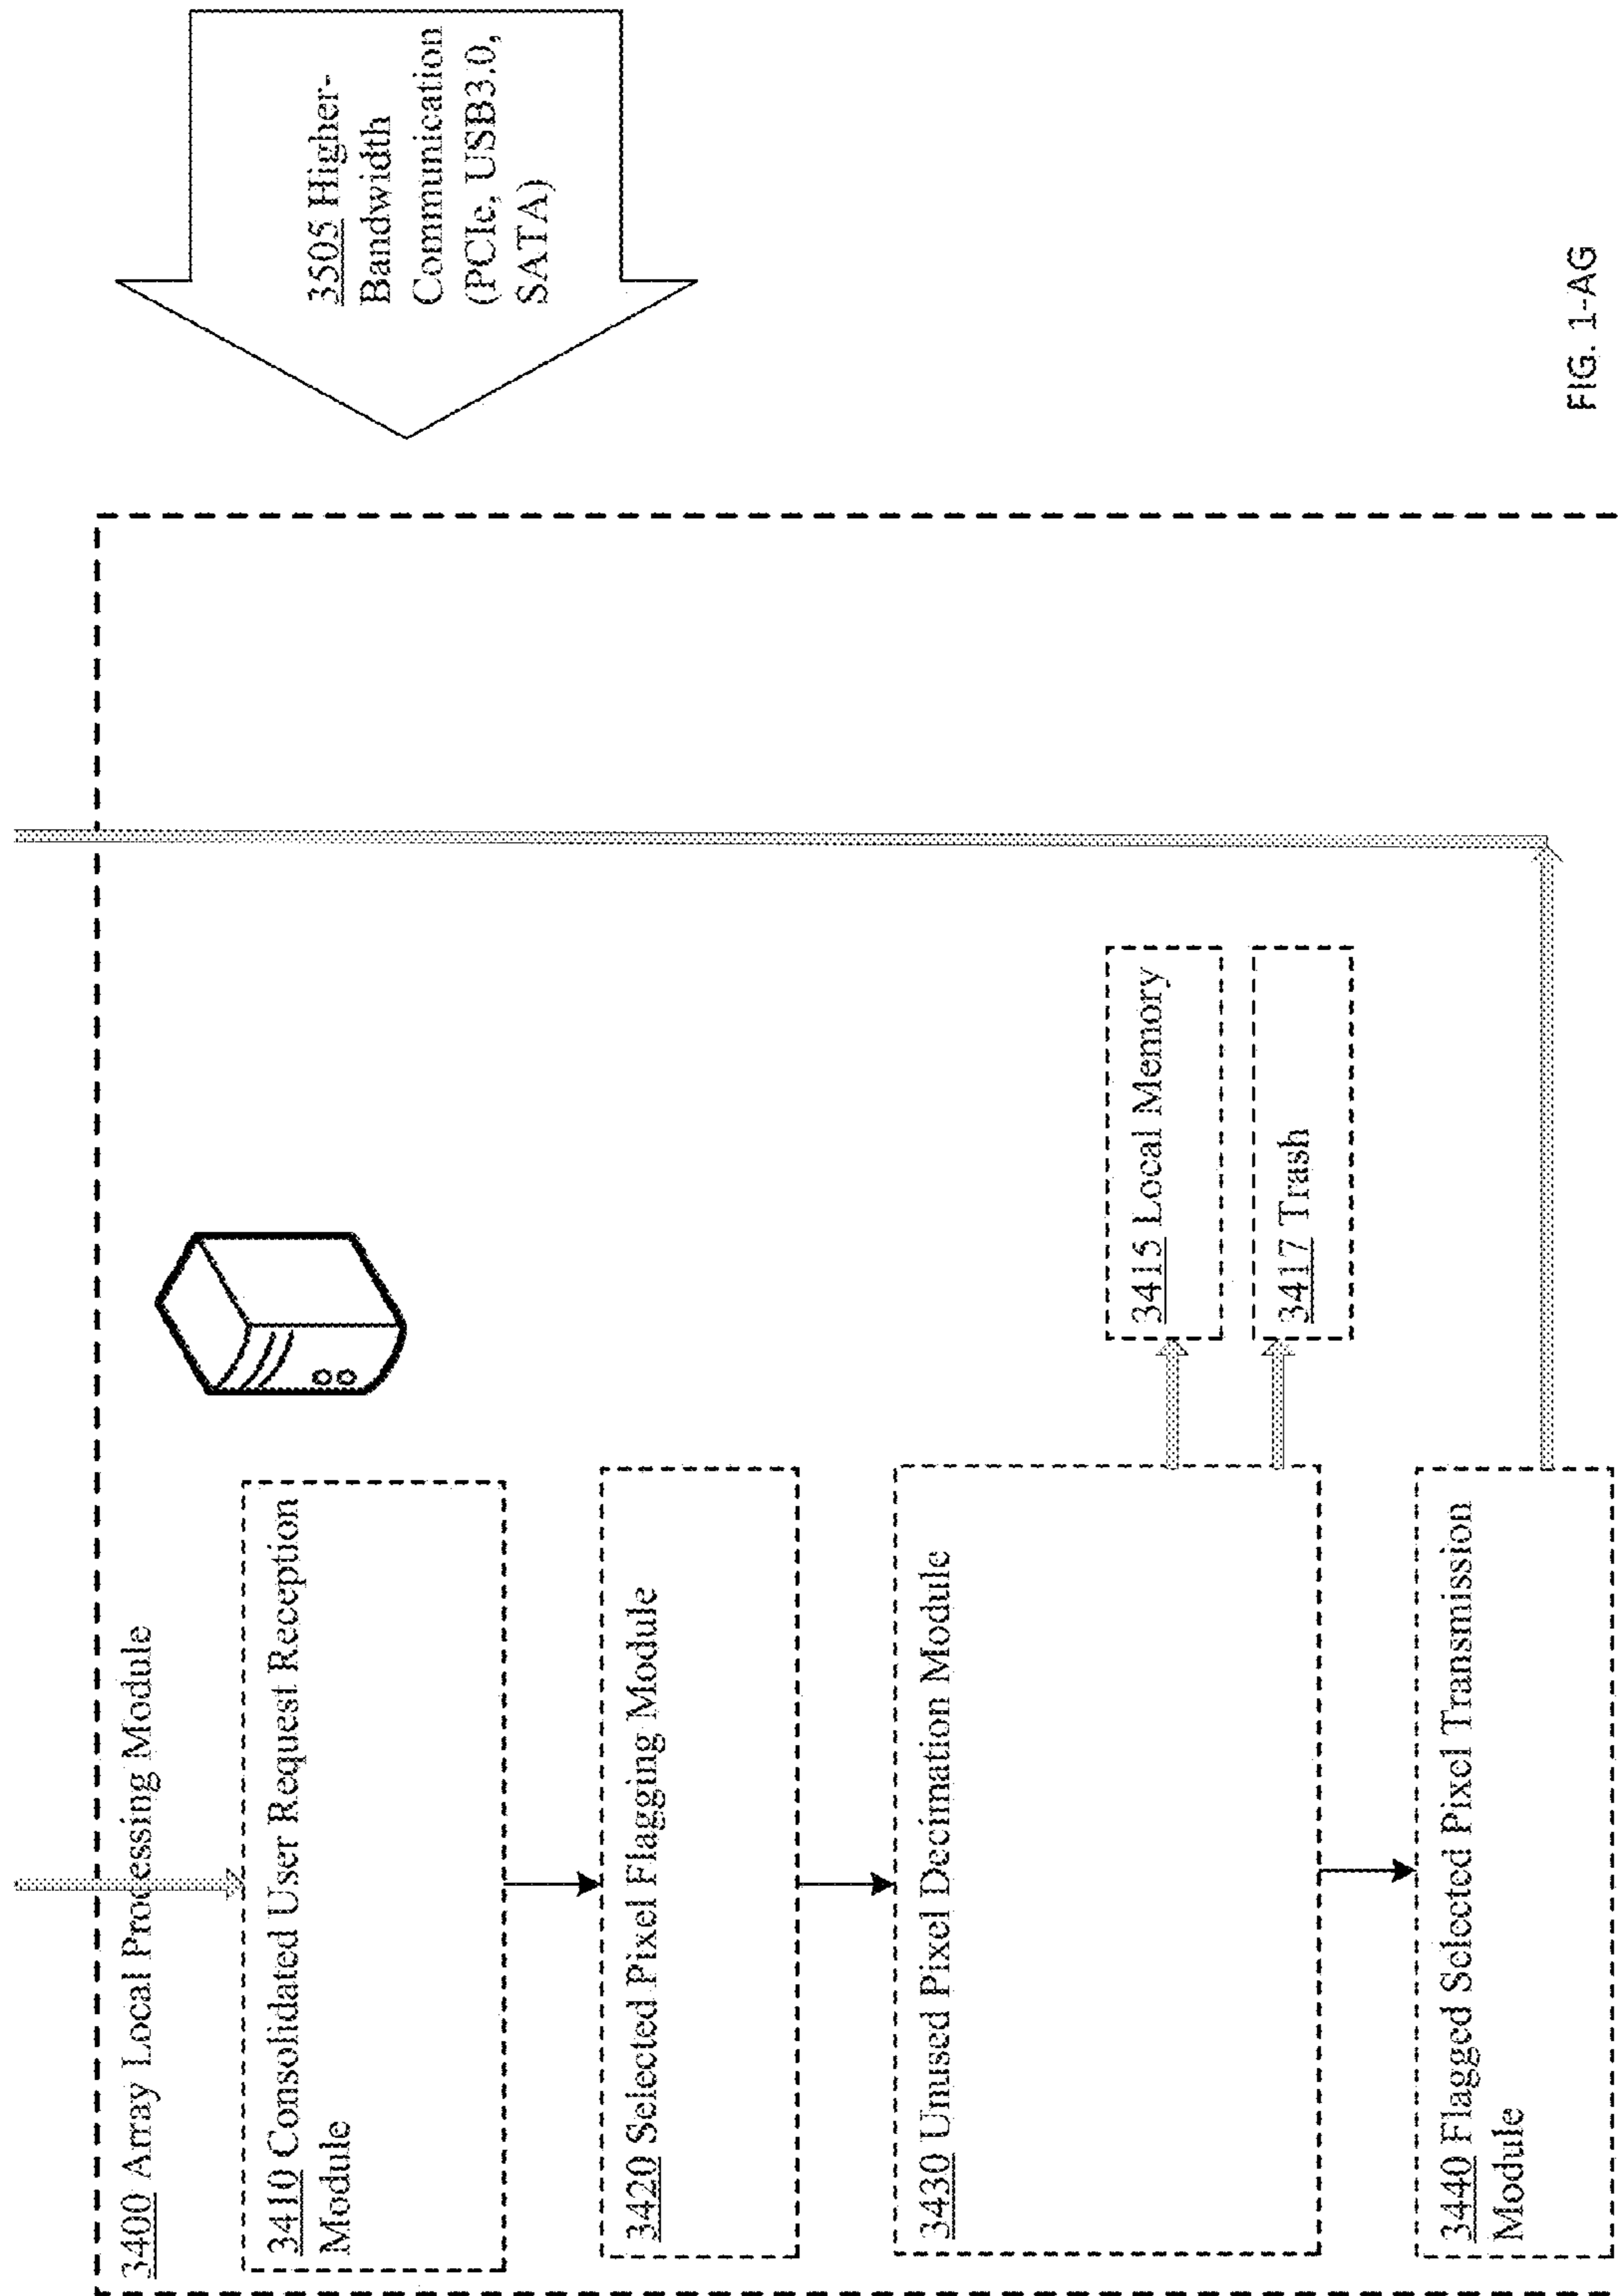 3400 Array Local Processing Module
3410 Consolidated User Request Reception
Module
3420 Selected Pixel Flagging Module
3430 Unused Pixel Decimation Module
3415 Local Memory
3417 Trash
3440 Flagged Selected Pixel Transmission
Module
3505 Higher-
Bandwidth
Communication
(PCIe, USB3.0,
SATA)
FIG. 1-AG